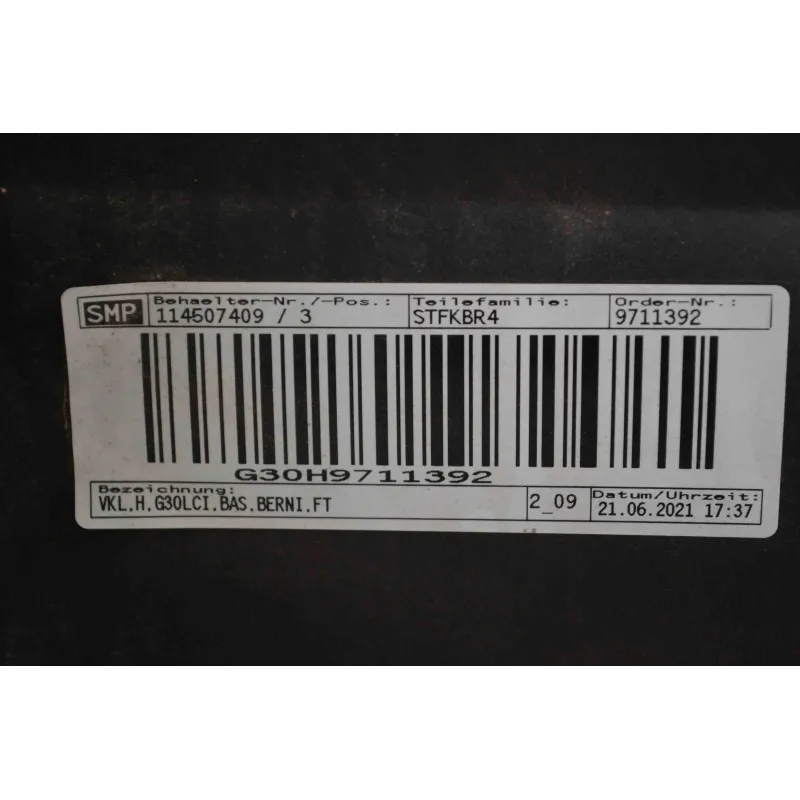 SMP Behaelter-Nr./-Pos.: Teilefamilie: Order-Nr.:
114507409 / 3 STFKBR4 9711392
G30H9711392
Bezeichnung: Datum/Uhrzeit:
VKL.H.G30LCI.BAS.BERNI.FT 2_09 21.06.2021 17:37